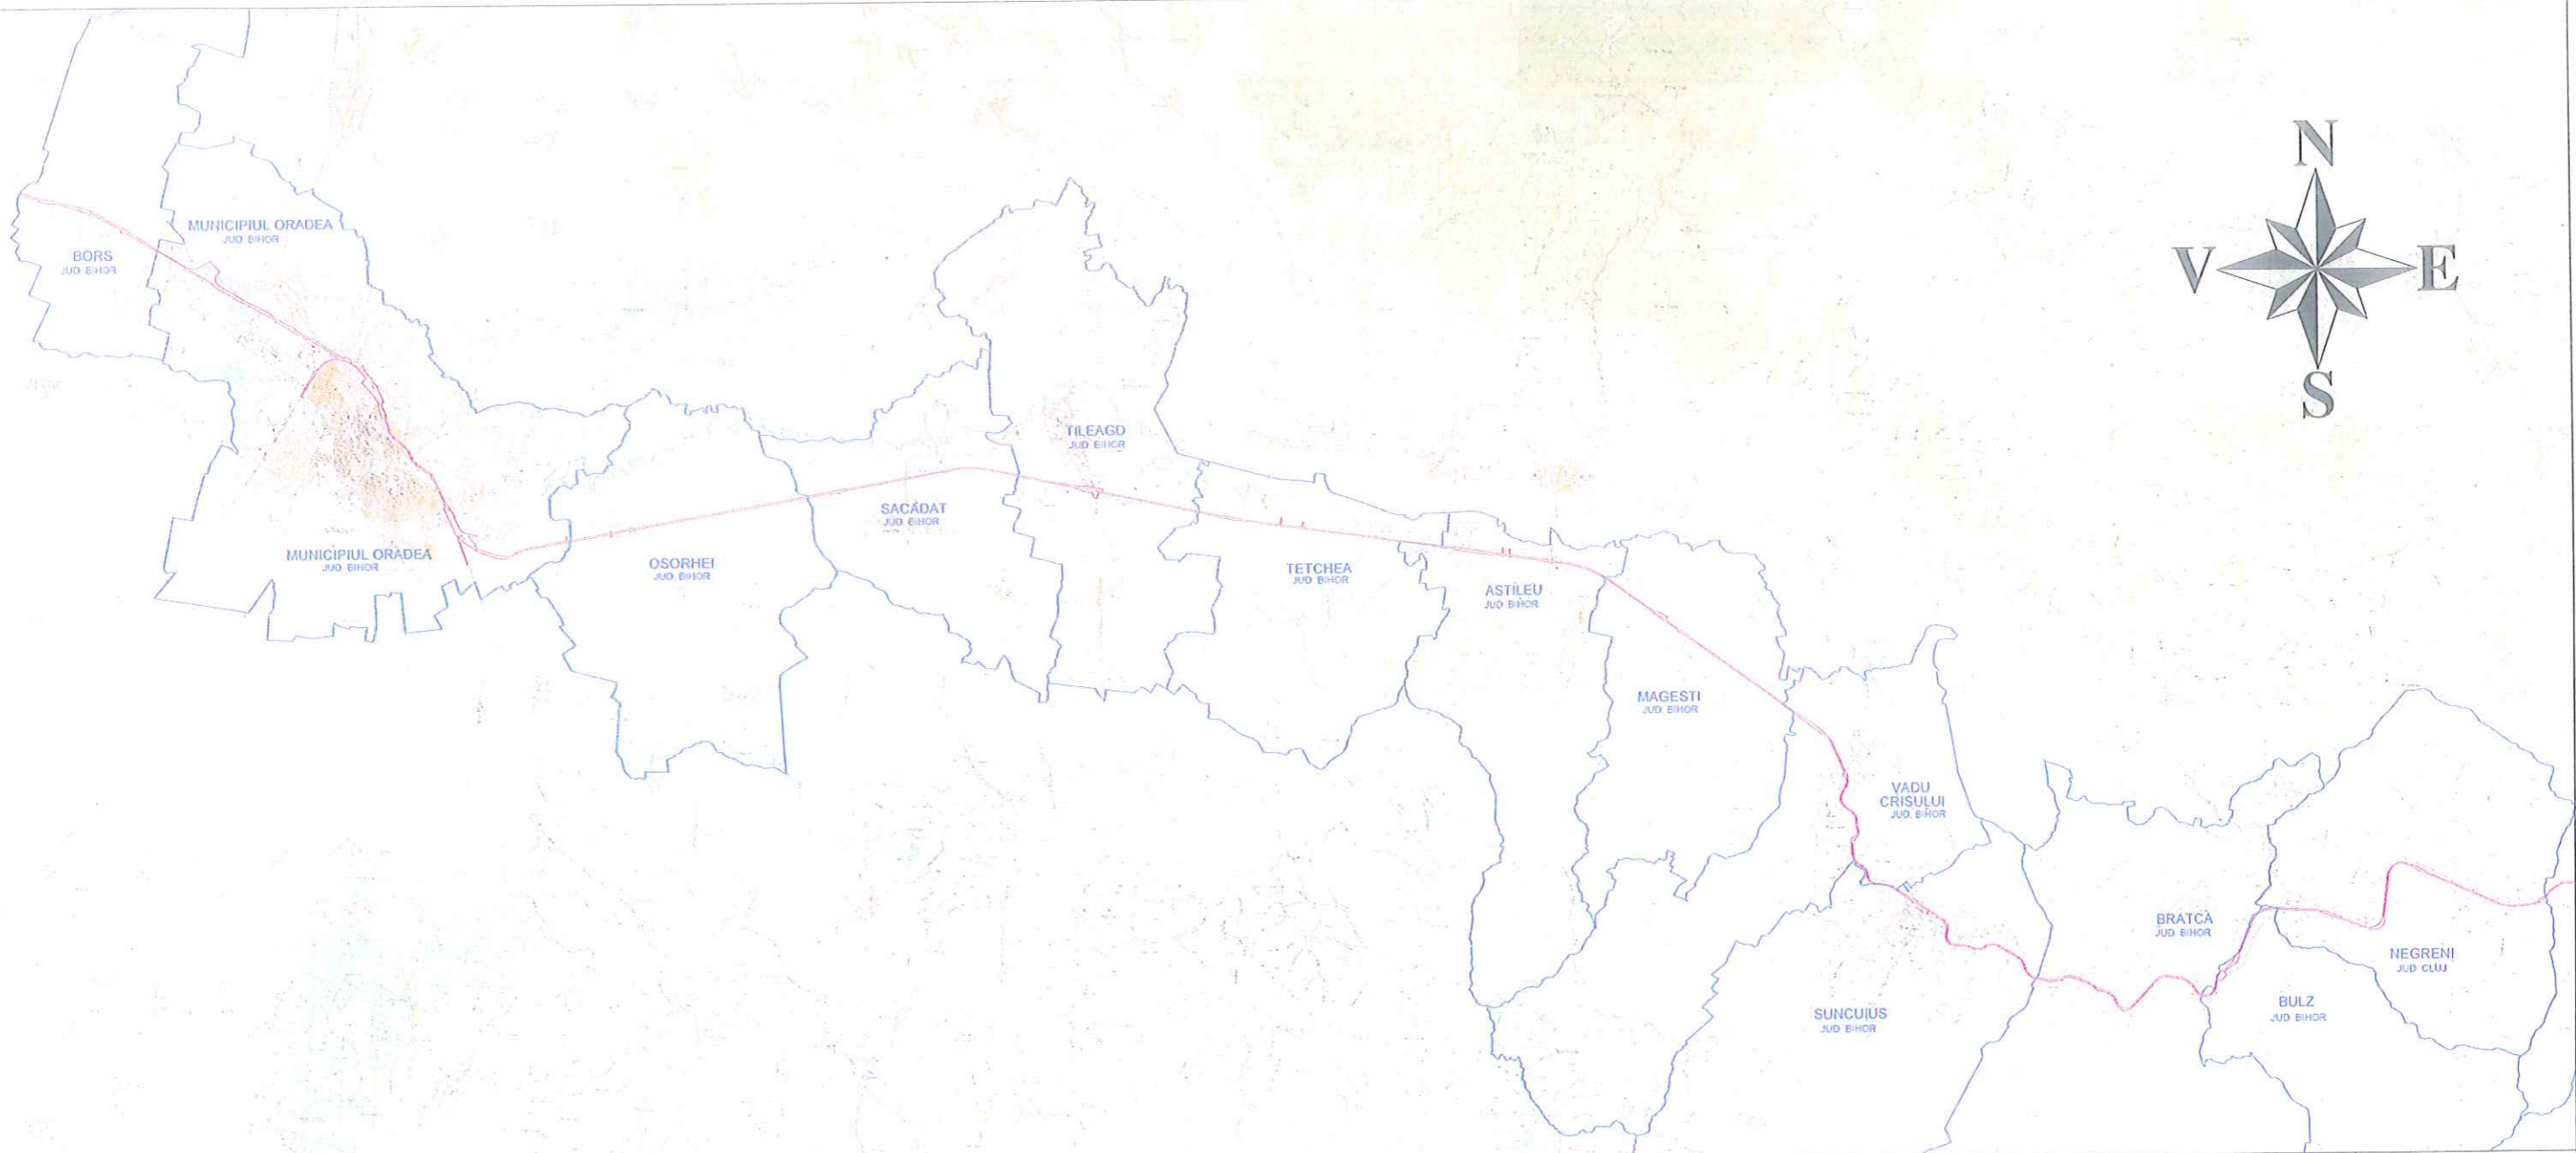 N
V
E
S
MUNICIPIUL ORADEA
JUD BIHOR
BORS
JUD BIHOR
TILEAGD
JUD BIHOR
SACÁDAT
JUD BIHOR
MUNICIPIUL ORADEA
JUD BIHOR
OSORHEI
JUD BIHOR
TETCHEA
JUD BIHOR
ASTILEU
JUD BIHOR
MAGESTI
JUD. BIHOR
VADU
CRISULUI
JUD. BIHOR
BRATCA
JUD. BIHOR
NEGRENI
JUD CLUJ
BULZ
JUD BIHOR
SUNCUIUS
JUD BIHOR